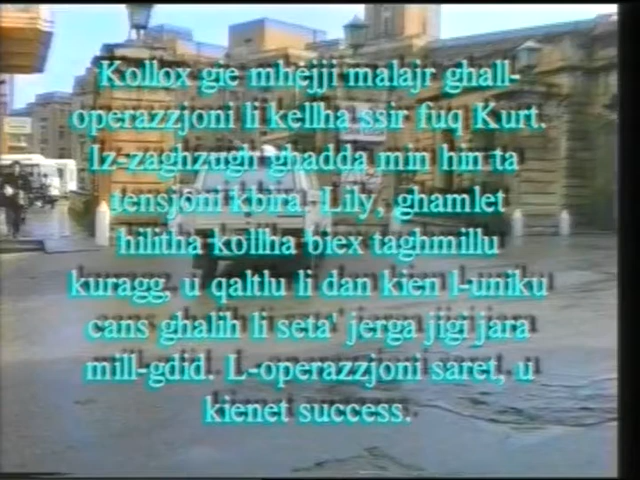 Kollox gie mhejji malajr ghall-
operazzjoni li kellha ssir fuq Kurt.
Iz-zaghzugh ghadda min hin ta
tensjoni kbira. Lily, ghamlet
hilitha kollha biex taghmillu
kuragg, u qaltlu li dan kien l-uniku
cans ghalih li seta' jerga jigi jara
mill-gdid. L-operazzjoni saret, u
kienet success.